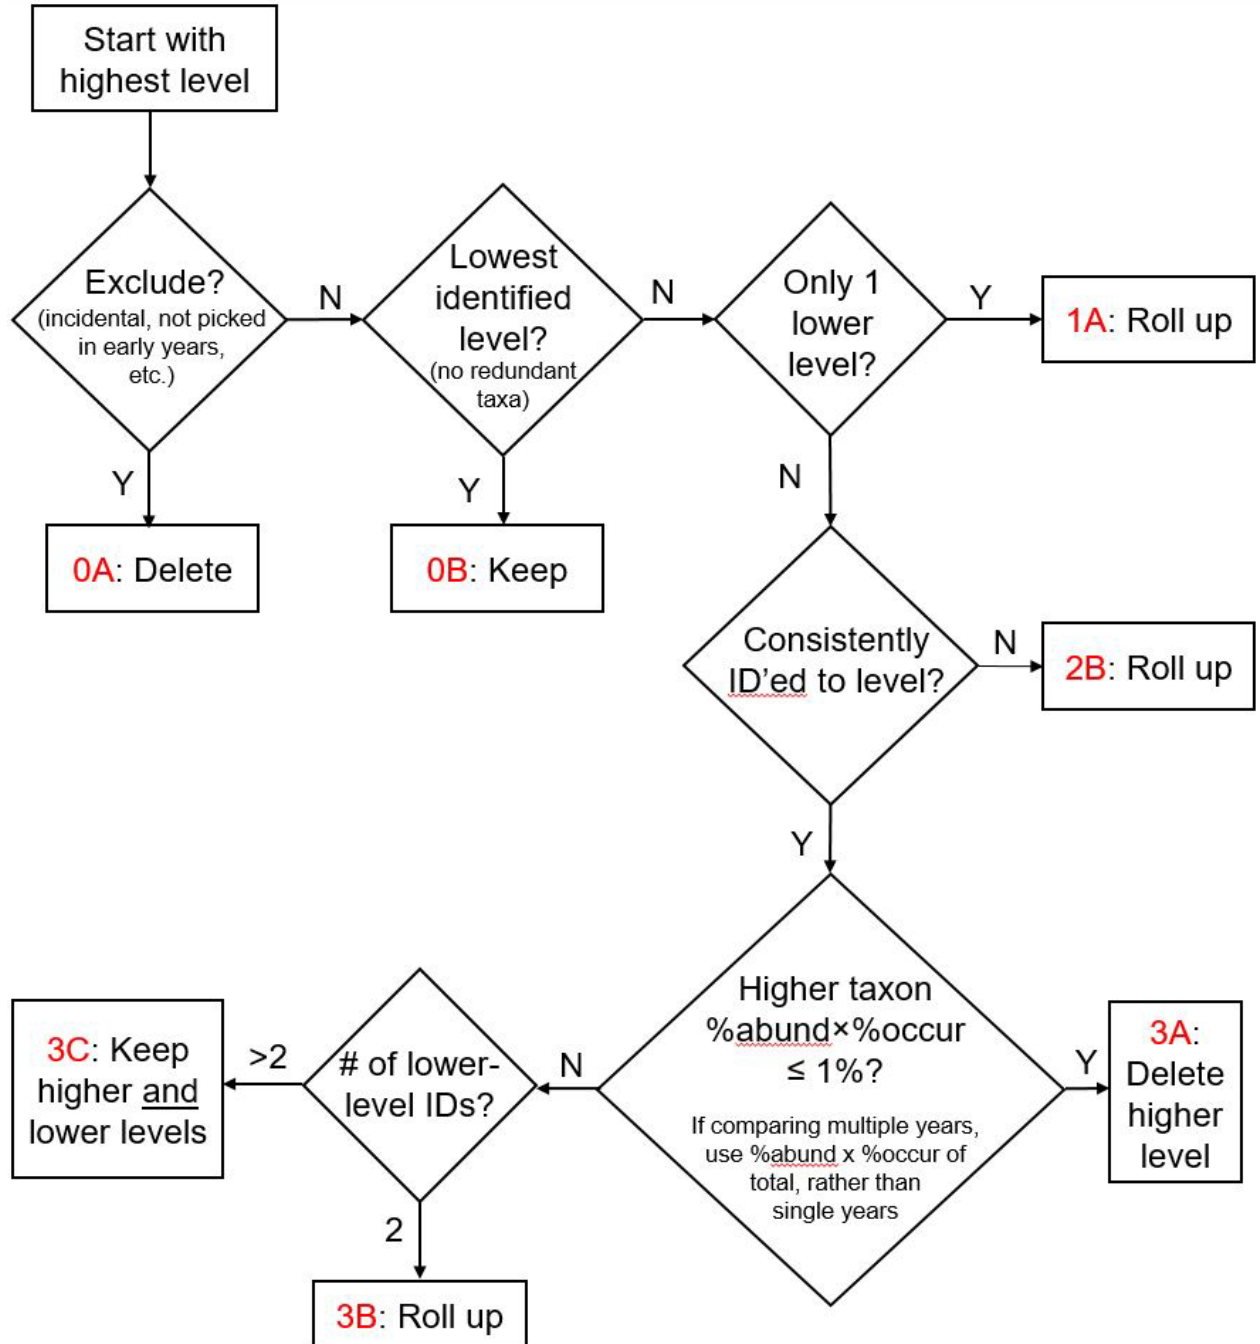 Start with
highest level
Exclude?
(incidental, not picked
in early years,
etc.)
N
Y
0A: Delete
Lowest
identified
level?
(no redundant
taxa)
N
Y
0B: Keep
Only 1
lower
level?
Y
1A: Roll up
N
Consistently
ID’ed to level?
N
2B: Roll up
Y
Higher taxon
%abund×%occur
≤ 1%?
If comparing multiple years,
use %abund x %occur of
total, rather than
single years
Y
3A:
Delete
higher
level
N
# of lower-
level IDs?
>2
3C: Keep
higher and
lower levels
2
3B: Roll up